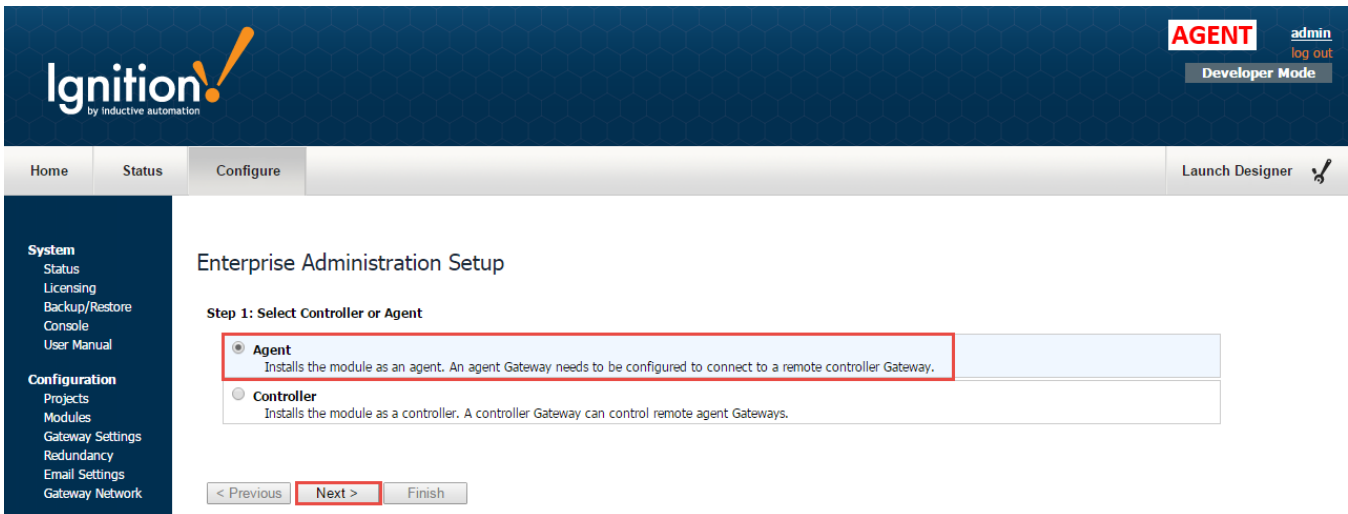 Ignition!
by inductive automation
AGENT
admin
log out
Developer Mode
Home Status Configure Launch Designer
System
Status
Licensing
Backup/Restore
Console
User Manual
Configuration
Projects
Modules
Gateway Settings
Redundancy
Email Settings
Gateway Network
Enterprise Administration Setup
Step 1: Select Controller or Agent
Agent
Installs the module as an agent. An agent Gateway needs to be configured to connect to a remote controller Gateway.
Controller
Installs the module as a controller. A controller Gateway can control remote agent Gateways.
< Previous Next > Finish